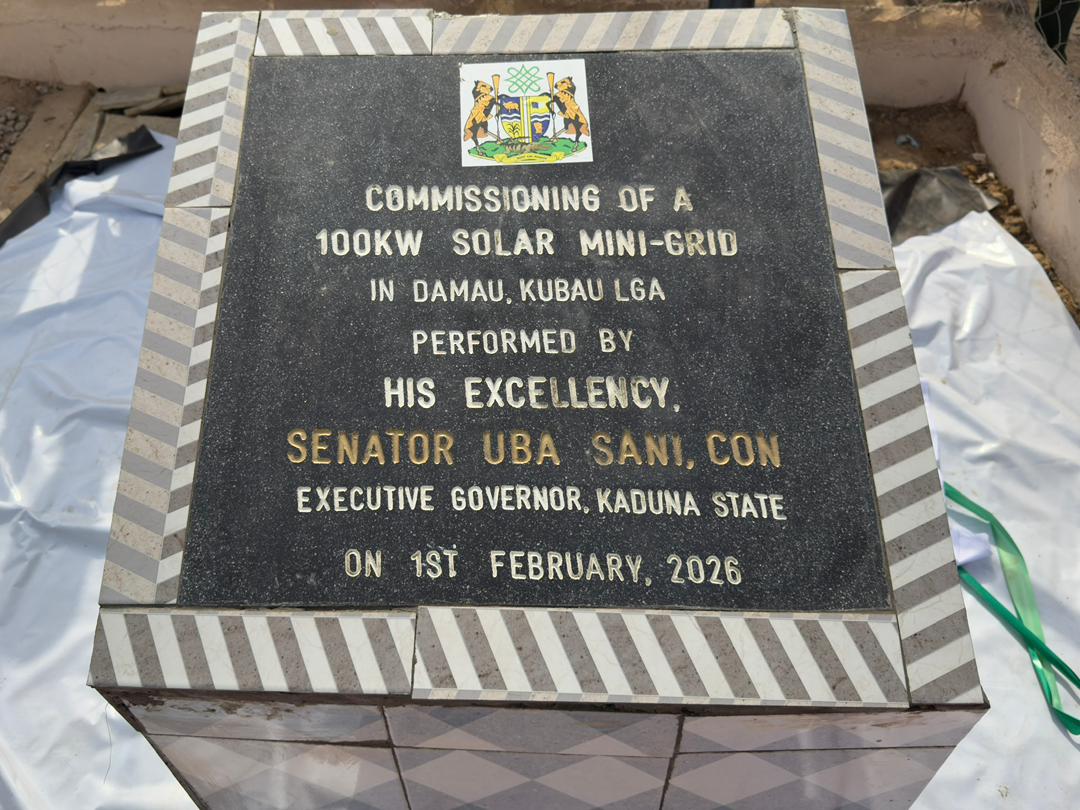 COMMISSIONING OF A
100KW SOLAR MINI-GRID
IN DAMAU, KUBAU LGA
PERFORMED BY
HIS EXCELLENCY,
SENATOR UBA SANI, CON
EXECUTIVE GOVERNOR, KADUNA STATE
ON 1ST FEBRUARY, 2026